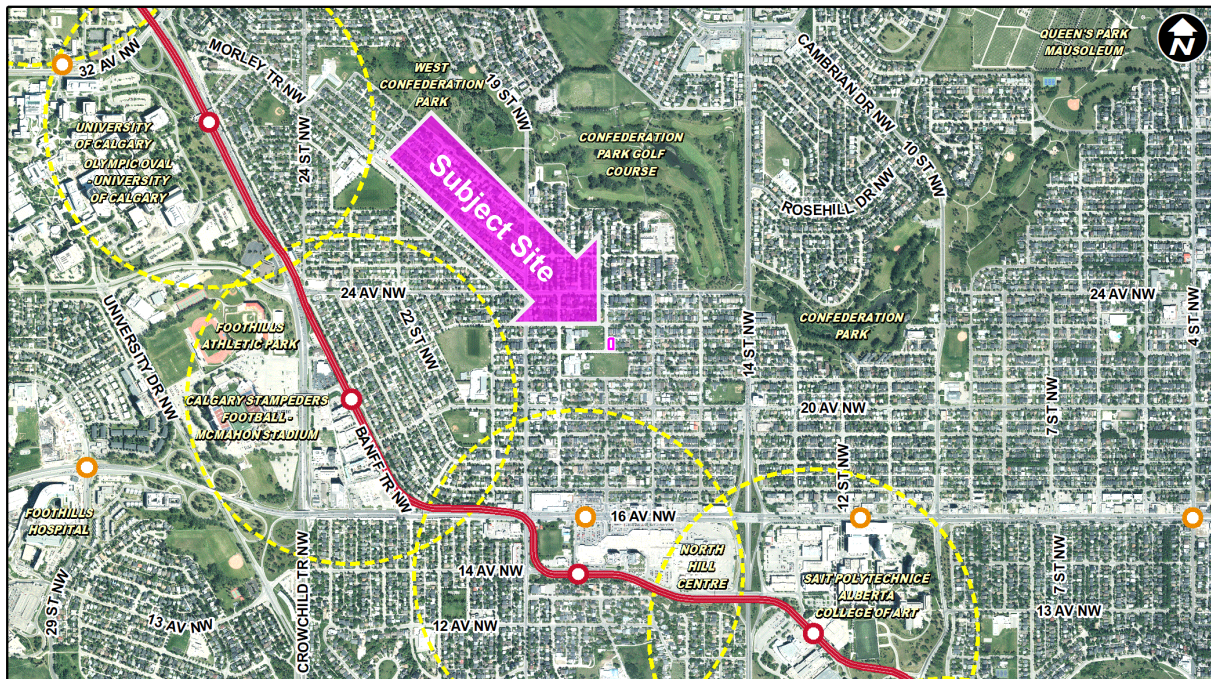 32 AV NW
MORLEY TR NW
WEST
CONFEDERATION
PARK
19 ST NW
CAMBRIAN DR NW
QUEEN'S PARK
MAUSOLEUM
N
UNIVERSITY
OF CALGARY
OLYMPIC OVAL
- UNIVERSITY
OF CALGARY
24 ST NW
Subject Site
CONFEDERATION
PARK GOLF
COURSE
10 ST NW
ROSEHILL DR NW
24 AV NW
24 AV NW
UNIVERSITY DR NW
FOOTHILLS
ATHLETIC PARK
22 ST NW
14 ST NW
CONFEDERATION
PARK
4 ST NW
CALGARY STAMPEDERS
FOOTBALL -
MCMAHON STADIUM
BANFF TR NW
20 AV NW
7 ST NW
FOOTHILLS
HOSPITAL
16 AV NW
12 ST NW
29 ST NW
13 AV NW
CROWCHILD TR NW
14 AV NW
12 AV NW
NORTH
HILL
CENTRE
SAIT POLYTECHNICE
ALBERTA
COLLEGE OF ART
7 ST NW
13 AV NW